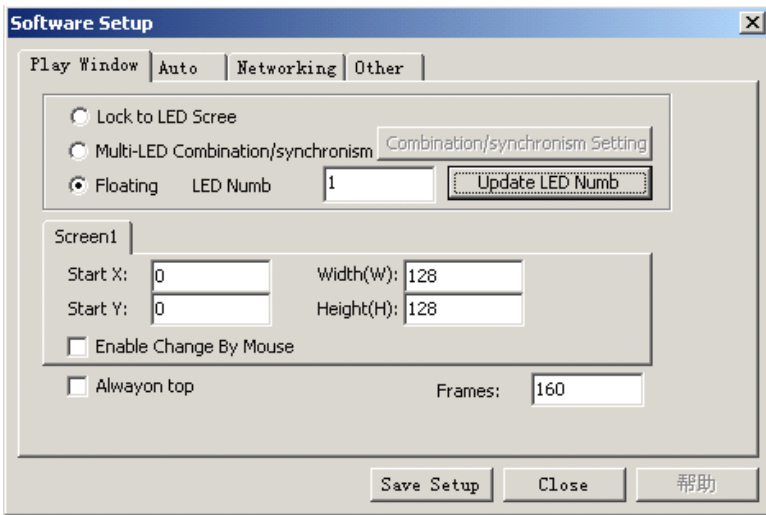 Software Setup
Play Window Auto Networking Other
Lock to LED Scree
Multi-LED Combination/synchronism Combination/synchronism Setting
Floating LED Numb 1 Update LED Numb
Screen1
Start X: 0 Width(W): 128
Start Y: 0 Height(H): 128
Enable Change By Mouse
Alwayon top Frames: 160
Save Setup Close 帮助